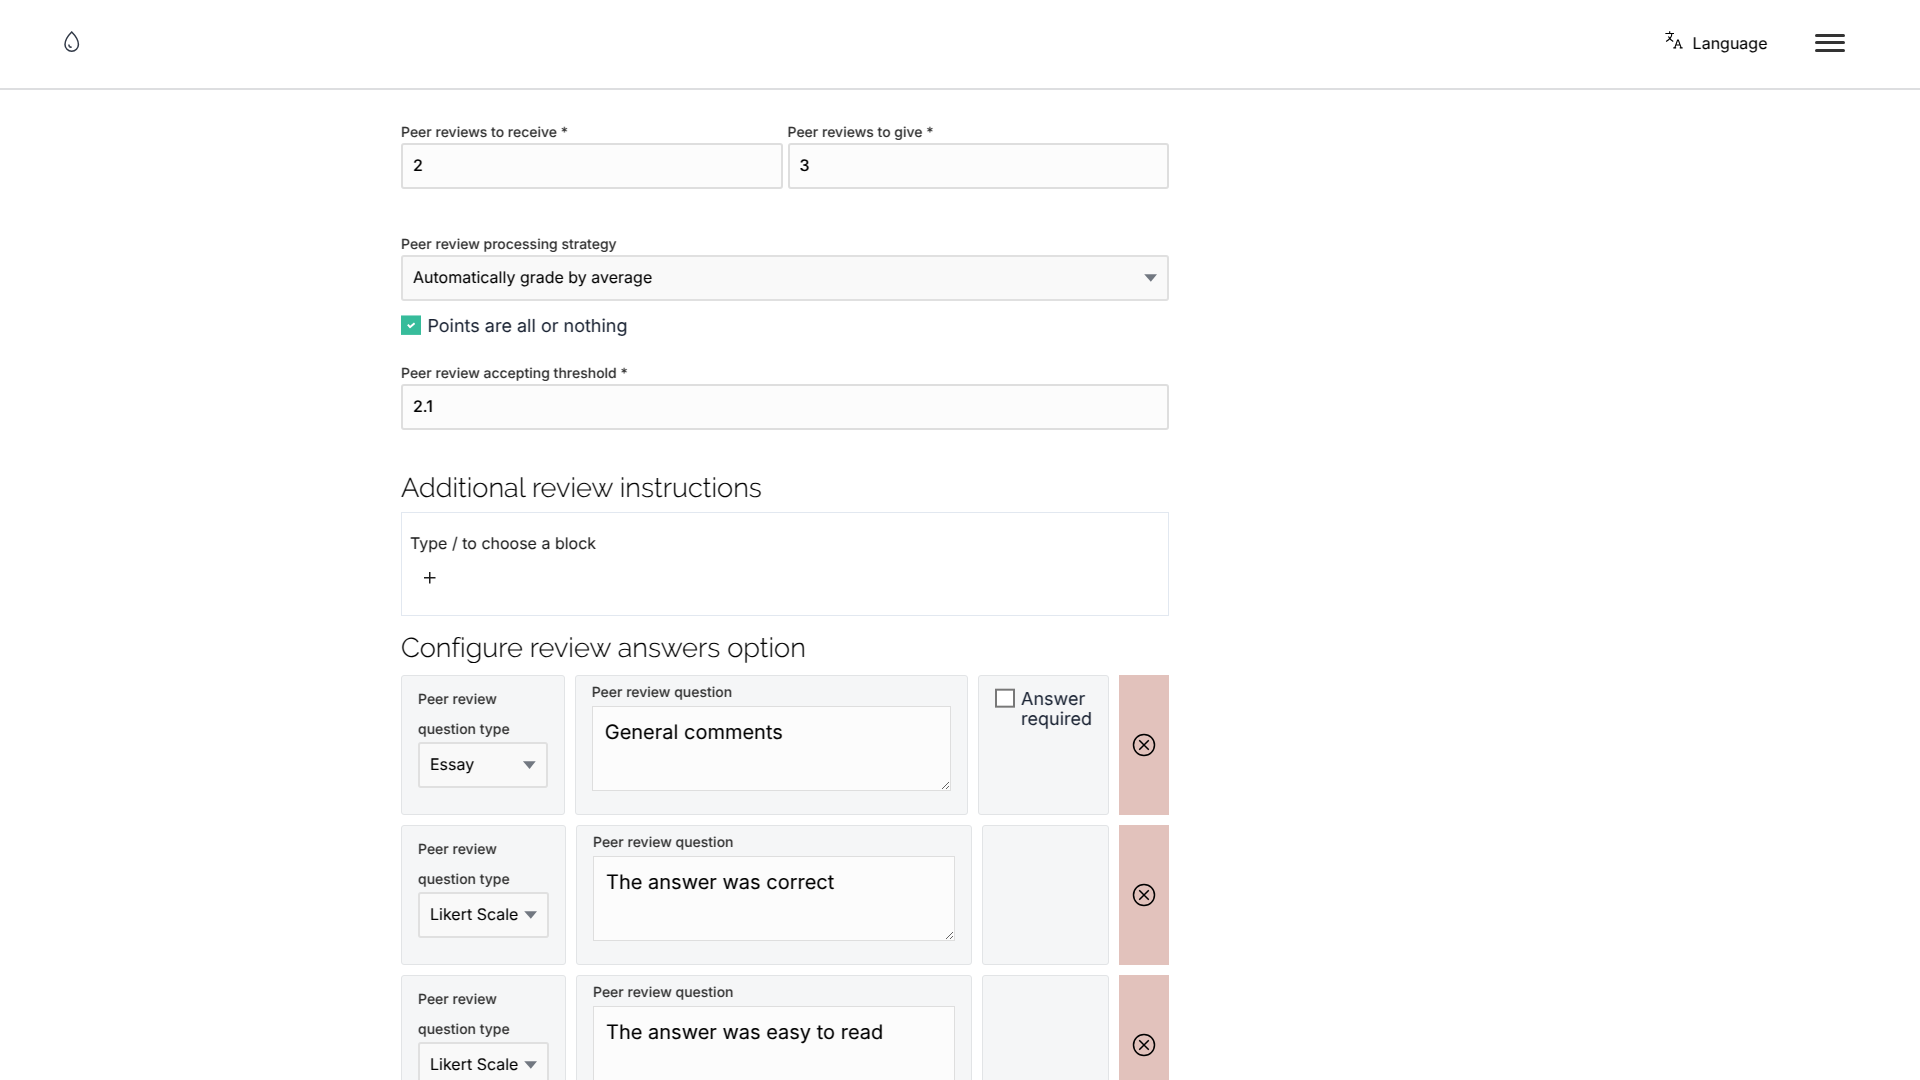 Language
Peer reviews to receive *
Peer reviews to give *
2
3
Peer review processing strategy
Automatically grade by average
Points are all or nothing
Peer review accepting threshold *
2.1
Additional review instructions
Type / to choose a block
+
Configure review answers option
Peer review
question type
Essay
Peer review question
General comments
Answer
required
Peer review
question type
Likert Scale
Peer review question
The answer was correct
Peer review
question type
Likert Scale
Peer review question
The answer was easy to read